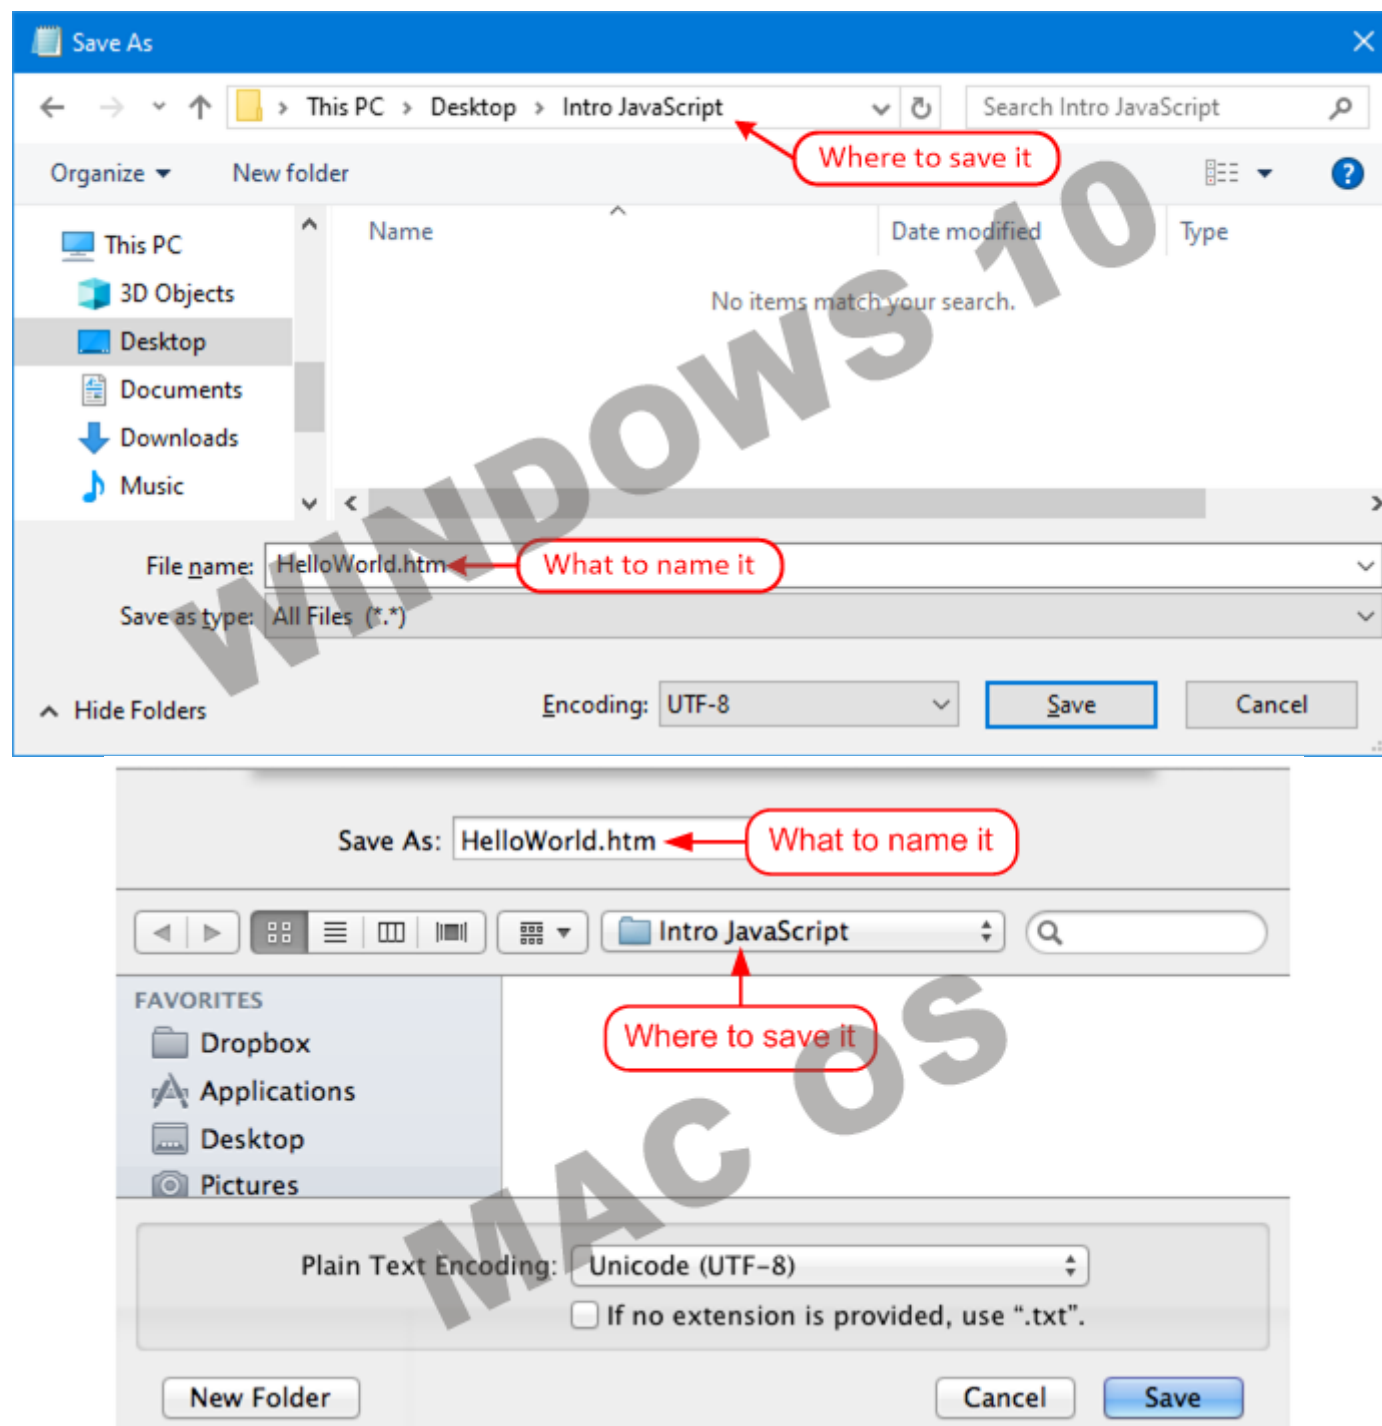 Save As
This PC > Desktop > Intro JavaScript
Search Intro JavaScript
Where to save it
Organize
New folder
?
Name
Date modified
Type
This PC
3D Objects
Desktop
Documents
Downloads
Music
No items match your search.
WINDOWS 10
File name: HelloWorld.htm
What to name it
Save as type: All Files (*.*)
Hide Folders
Encoding: UTF-8
Save
Cancel
Save As: HelloWorld.htm
What to name it
Intro JavaScript
Where to save it
FAVORITES
Dropbox
Applications
Desktop
Pictures
MAC OS
Plain Text Encoding: Unicode (UTF-8)
If no extension is provided, use “.txt”.
New Folder
Cancel
Save